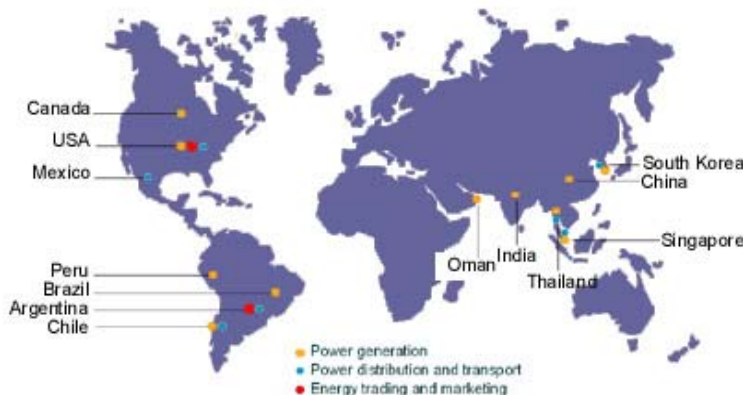 Canada
USA
Mexico
South Korea
China
Singapore
Oman
India
Thailand
Peru
Brazil
Argentina
Chile
Power generation
Power distribution and transport
Energy trading and marketing